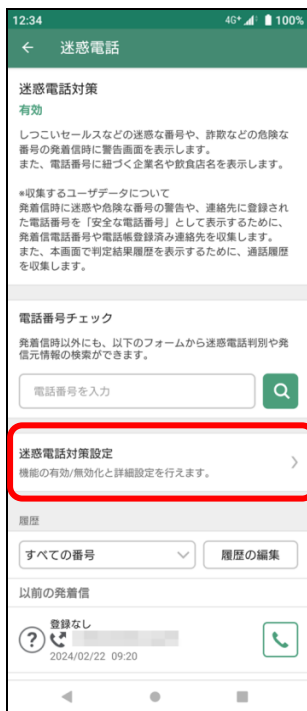 12:34 4G+ 100%
← 迷惑電話
迷惑電話対策
有効
しつこいセールスなどの迷惑な番号や、詐欺などの危険な
番号の発着信時に警告画面を表示します。
また、電話番号に紐づく企業名や飲食店名を表示します。
*収集するユーザデータについて
発着信時に迷惑や危険な番号の警告や、連絡先に登録され
た電話番号を「安全な電話番号」として表示するために、
発着信電話番号や電話帳登録済み連絡先を収集します。
また、本画面で判定結果履歴を表示するために、通話履歴
を収集します。
電話番号チェック
発着信時以外にも、以下のフォームから迷惑電話判別や発
信元情報の検索ができます。
電話番号を入力
迷惑電話対策設定
機能の有効/無効化と詳細設定を行えます。
履歴
すべての番号 履歴の編集
以前の発着信
登録なし
2024/02/22 09:20